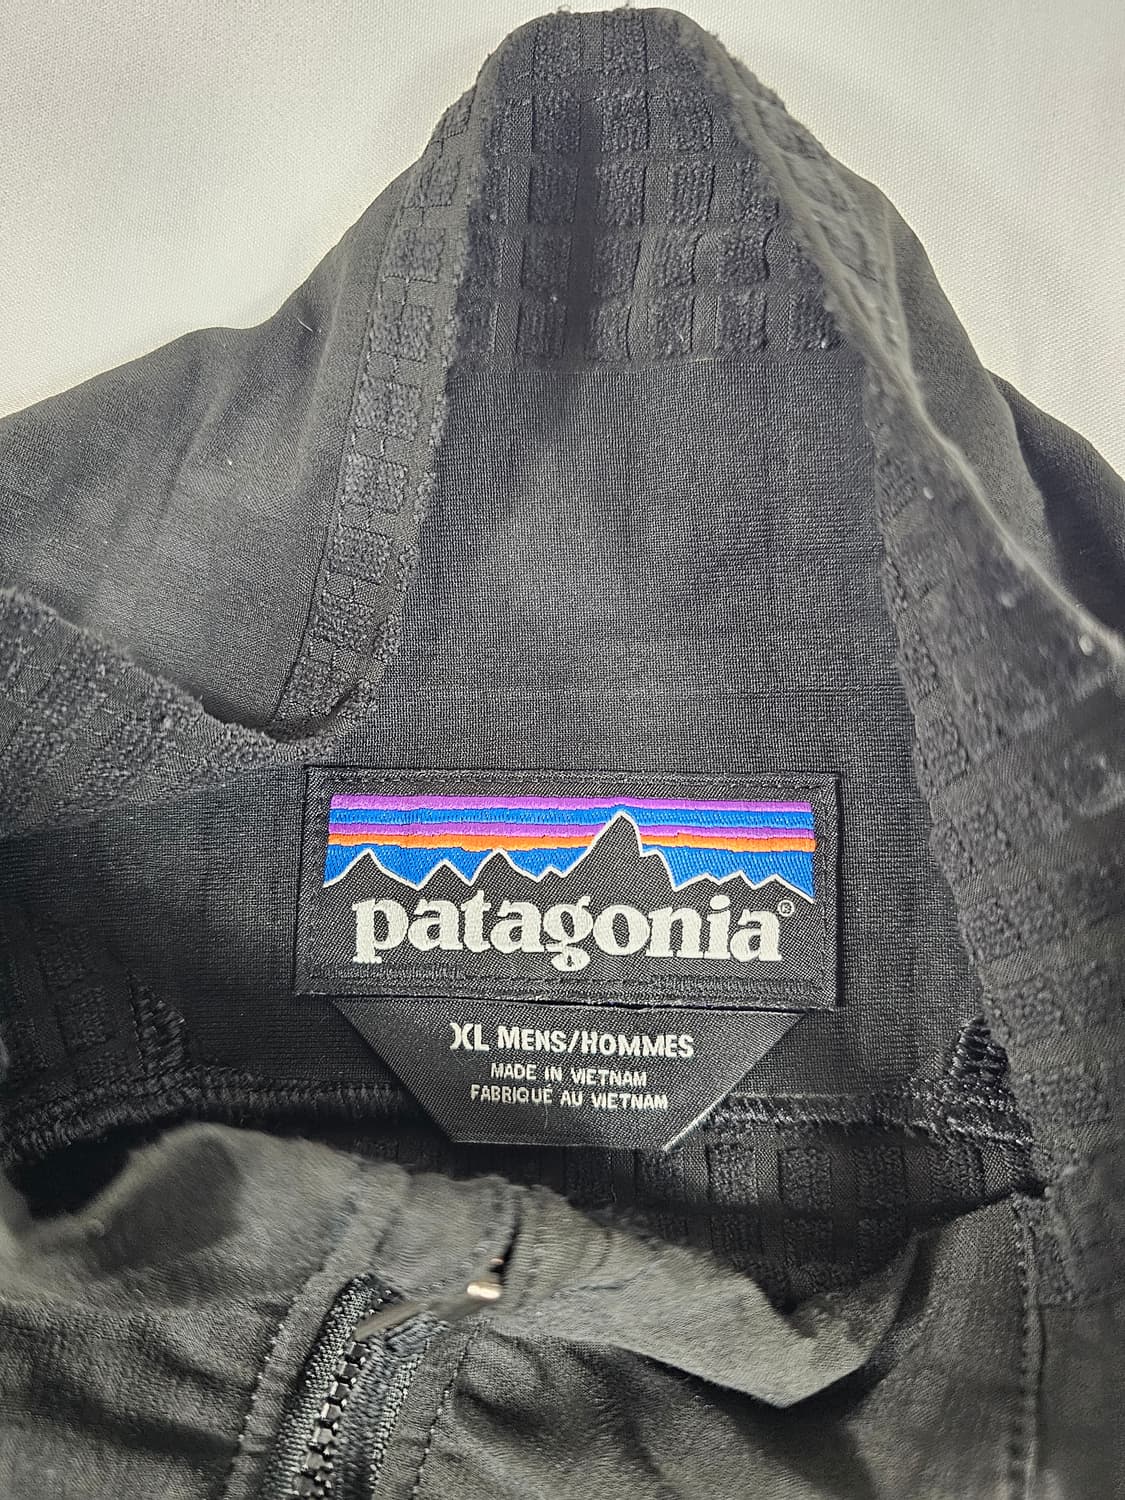 patagonia®
XL MENS/HOMMES
MADE IN VIETNAM
FABRIQUÉ AU VIETNAM